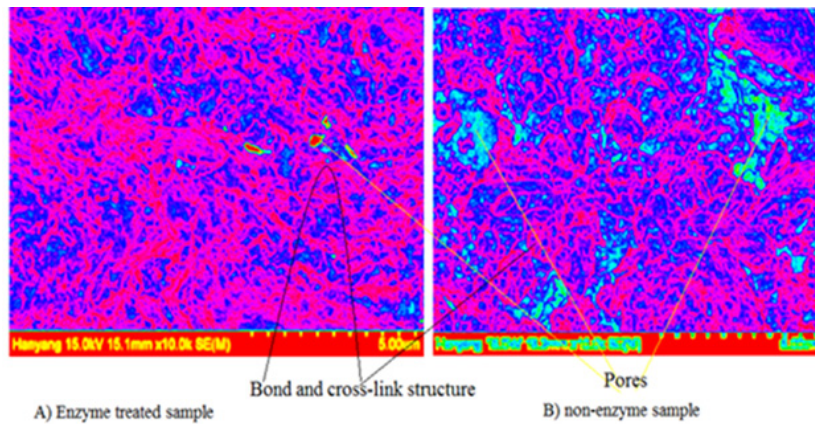 Hanyang 15.0kV 15.1mm x10.0k SE(M) 5.00um
Hanyang
Bond and cross-link structure
Pores
A) Enzyme treated sample
B) non-enzyme sample